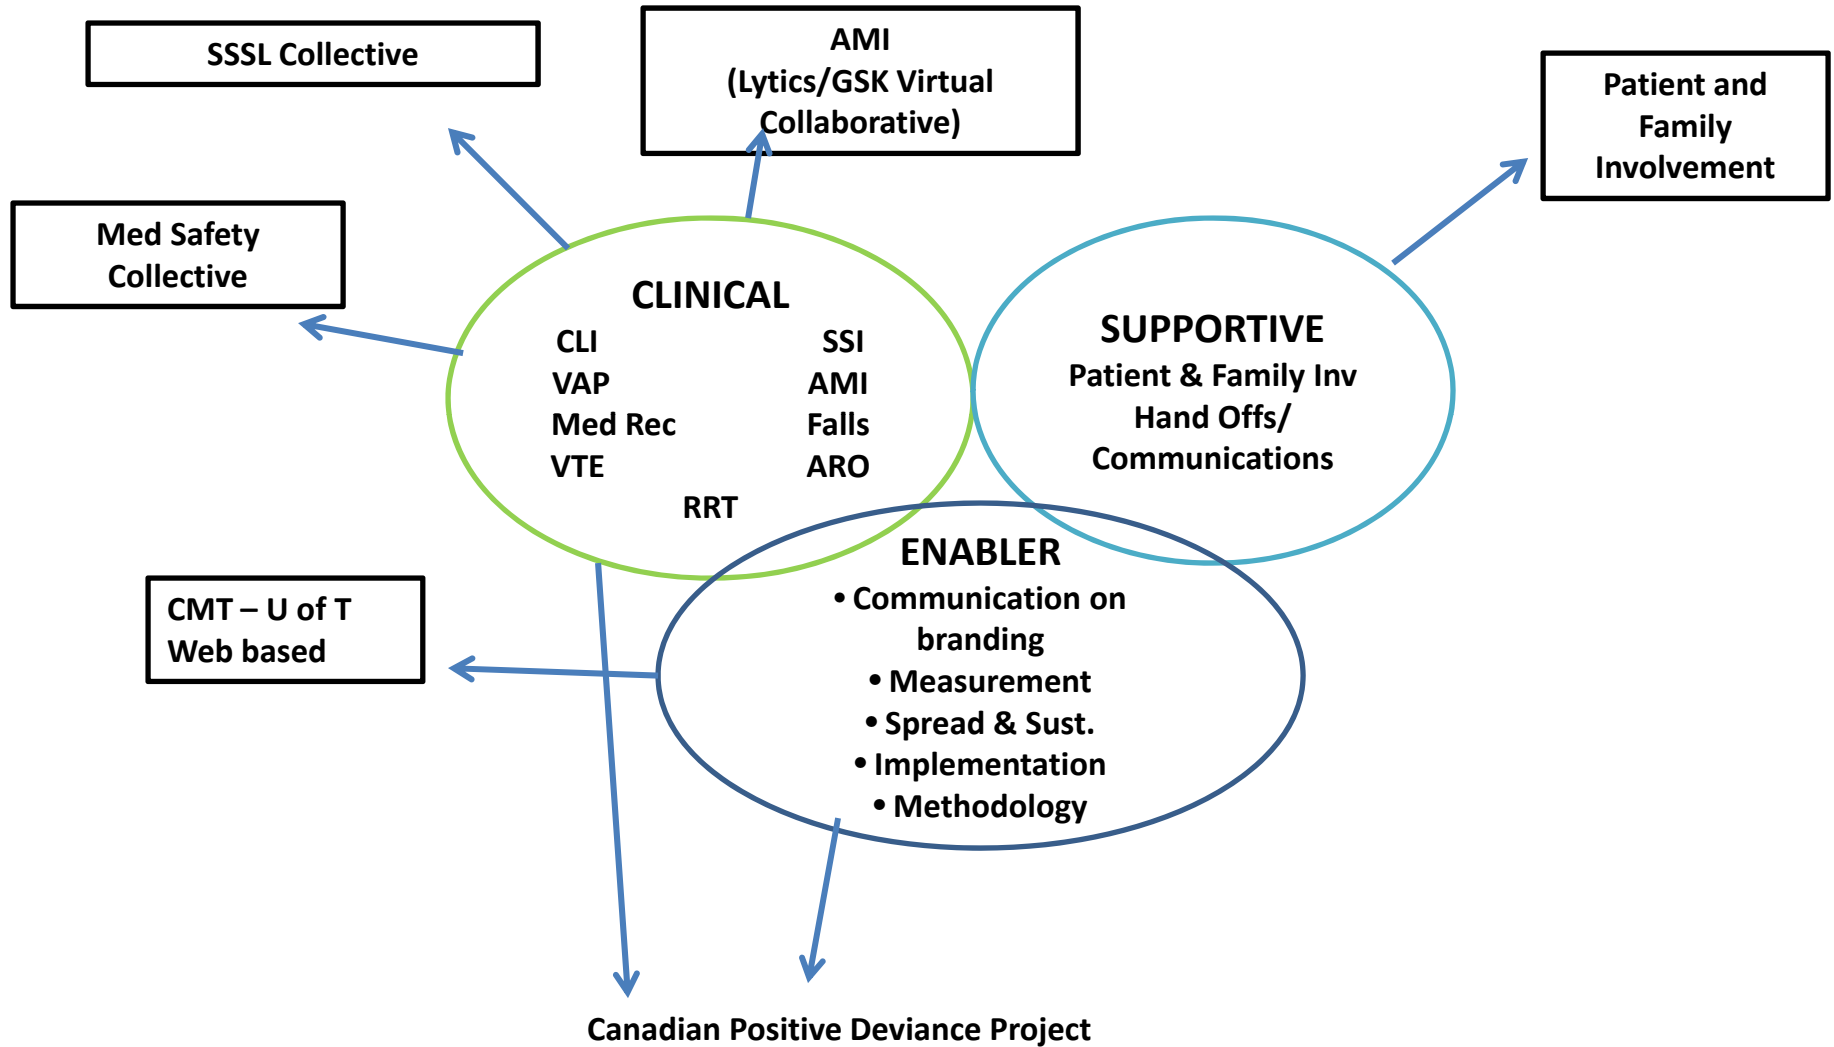 SSSL Collective
AMI
(Lytics/GSK Virtual
Collaborative)
Patient and
Family
Involvement
Med Safety
Collective
CLINICAL
CLI SSI
VAP AMI
Med Rec Falls
VTE ARO
RRT
SUPPORTIVE
Patient & Family Inv
Hand Offs/
Communications
ENABLER
• Communication on
branding
• Measurement
• Spread & Sust.
• Implementation
• Methodology
CMT – U of T
Web based
Canadian Positive Deviance Project